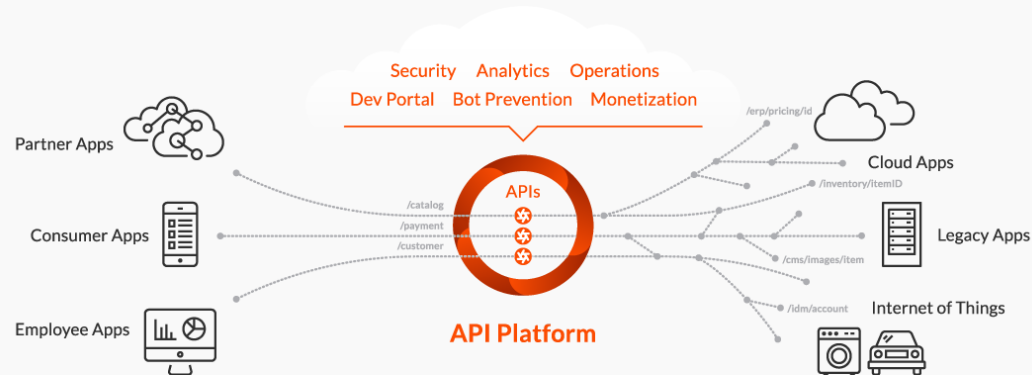 Security Analytics Operations
Dev Portal Bot Prevention Monetization
Partner Apps
Consumer Apps
Employee Apps
/catalog
/payment
/customer
APIs
API Platform
/erp/pricing/id
Cloud Apps
/inventory/itemID
Legacy Apps
/cms/images/item
Internet of Things
/idm/account